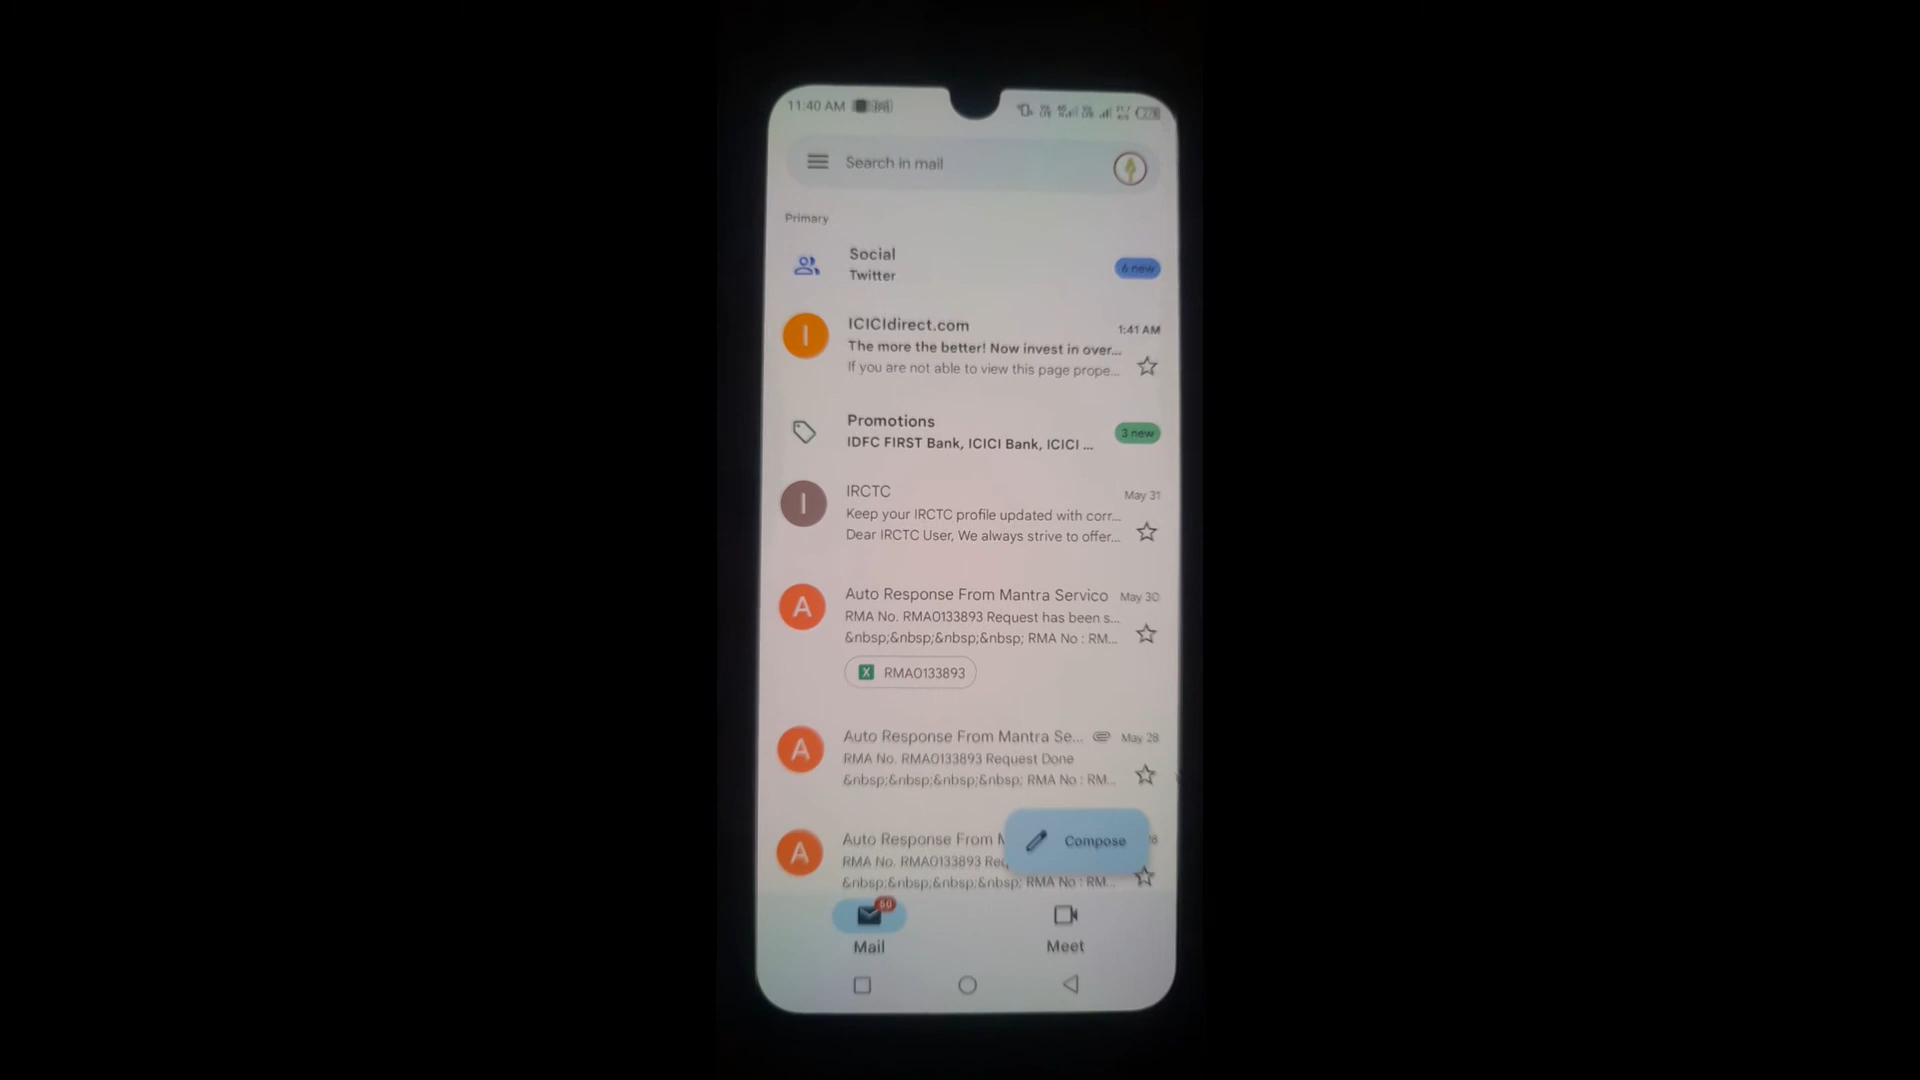 11:40 AM
Search in mail
Primary
Social
Twitter
6 new
I
ICICIdirect.com
1:41 AM
The more the better! Now invest in over...
If you are not able to view this page prope...
Promotions
IDFC FIRST Bank, ICICI Bank, ICICI ...
3 new
I
IRCTC
May 31
Keep your IRCTC profile updated with corr...
Dear IRCTC User, We always strive to offer...
A
Auto Response From Mantra Servico
May 30
RMA No. RMA0133893 Request has been s...
&nbsp;&nbsp;&nbsp;&nbsp; RMA No : RM...
X RMA0133893
A
Auto Response From Mantra Se...
May 28
RMA No. RMA0133893 Request Done
&nbsp;&nbsp;&nbsp;&nbsp; RMA No : RM...
A
Auto Response From
RMA No. RMA0133893
&nbsp;&nbsp;&nbsp;&nbsp; RMA No : RM...
Compose
60
Mail
Meet